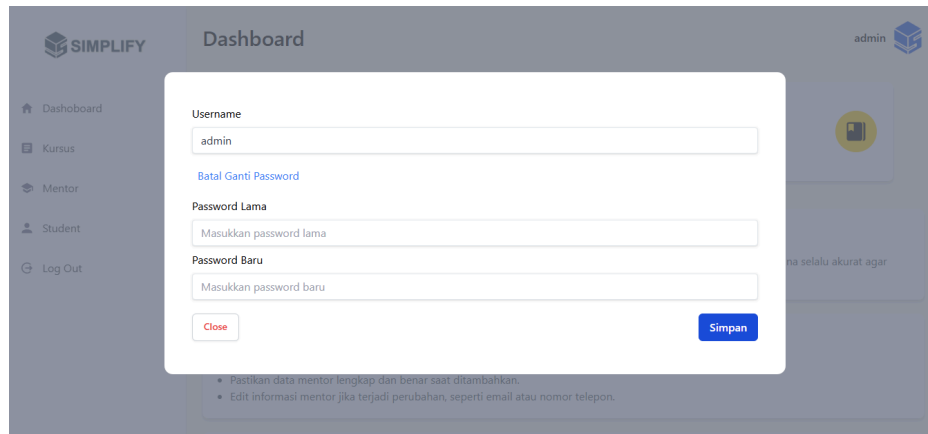 SIMPLIFY
Dashboard
admin
Dashoboard
Kursus
Mentor
Student
Log Out
Username
admin
Batal Ganti Password
Password Lama
Masukkan password lama
Password Baru
Masukkan password baru
Close
Simpan
na selalu akurat agar
Pastikan data mentor lengkap dan benar saat ditambahkan.
Edit informasi mentor jika terjadi perubahan, seperti email atau nomor telepon.